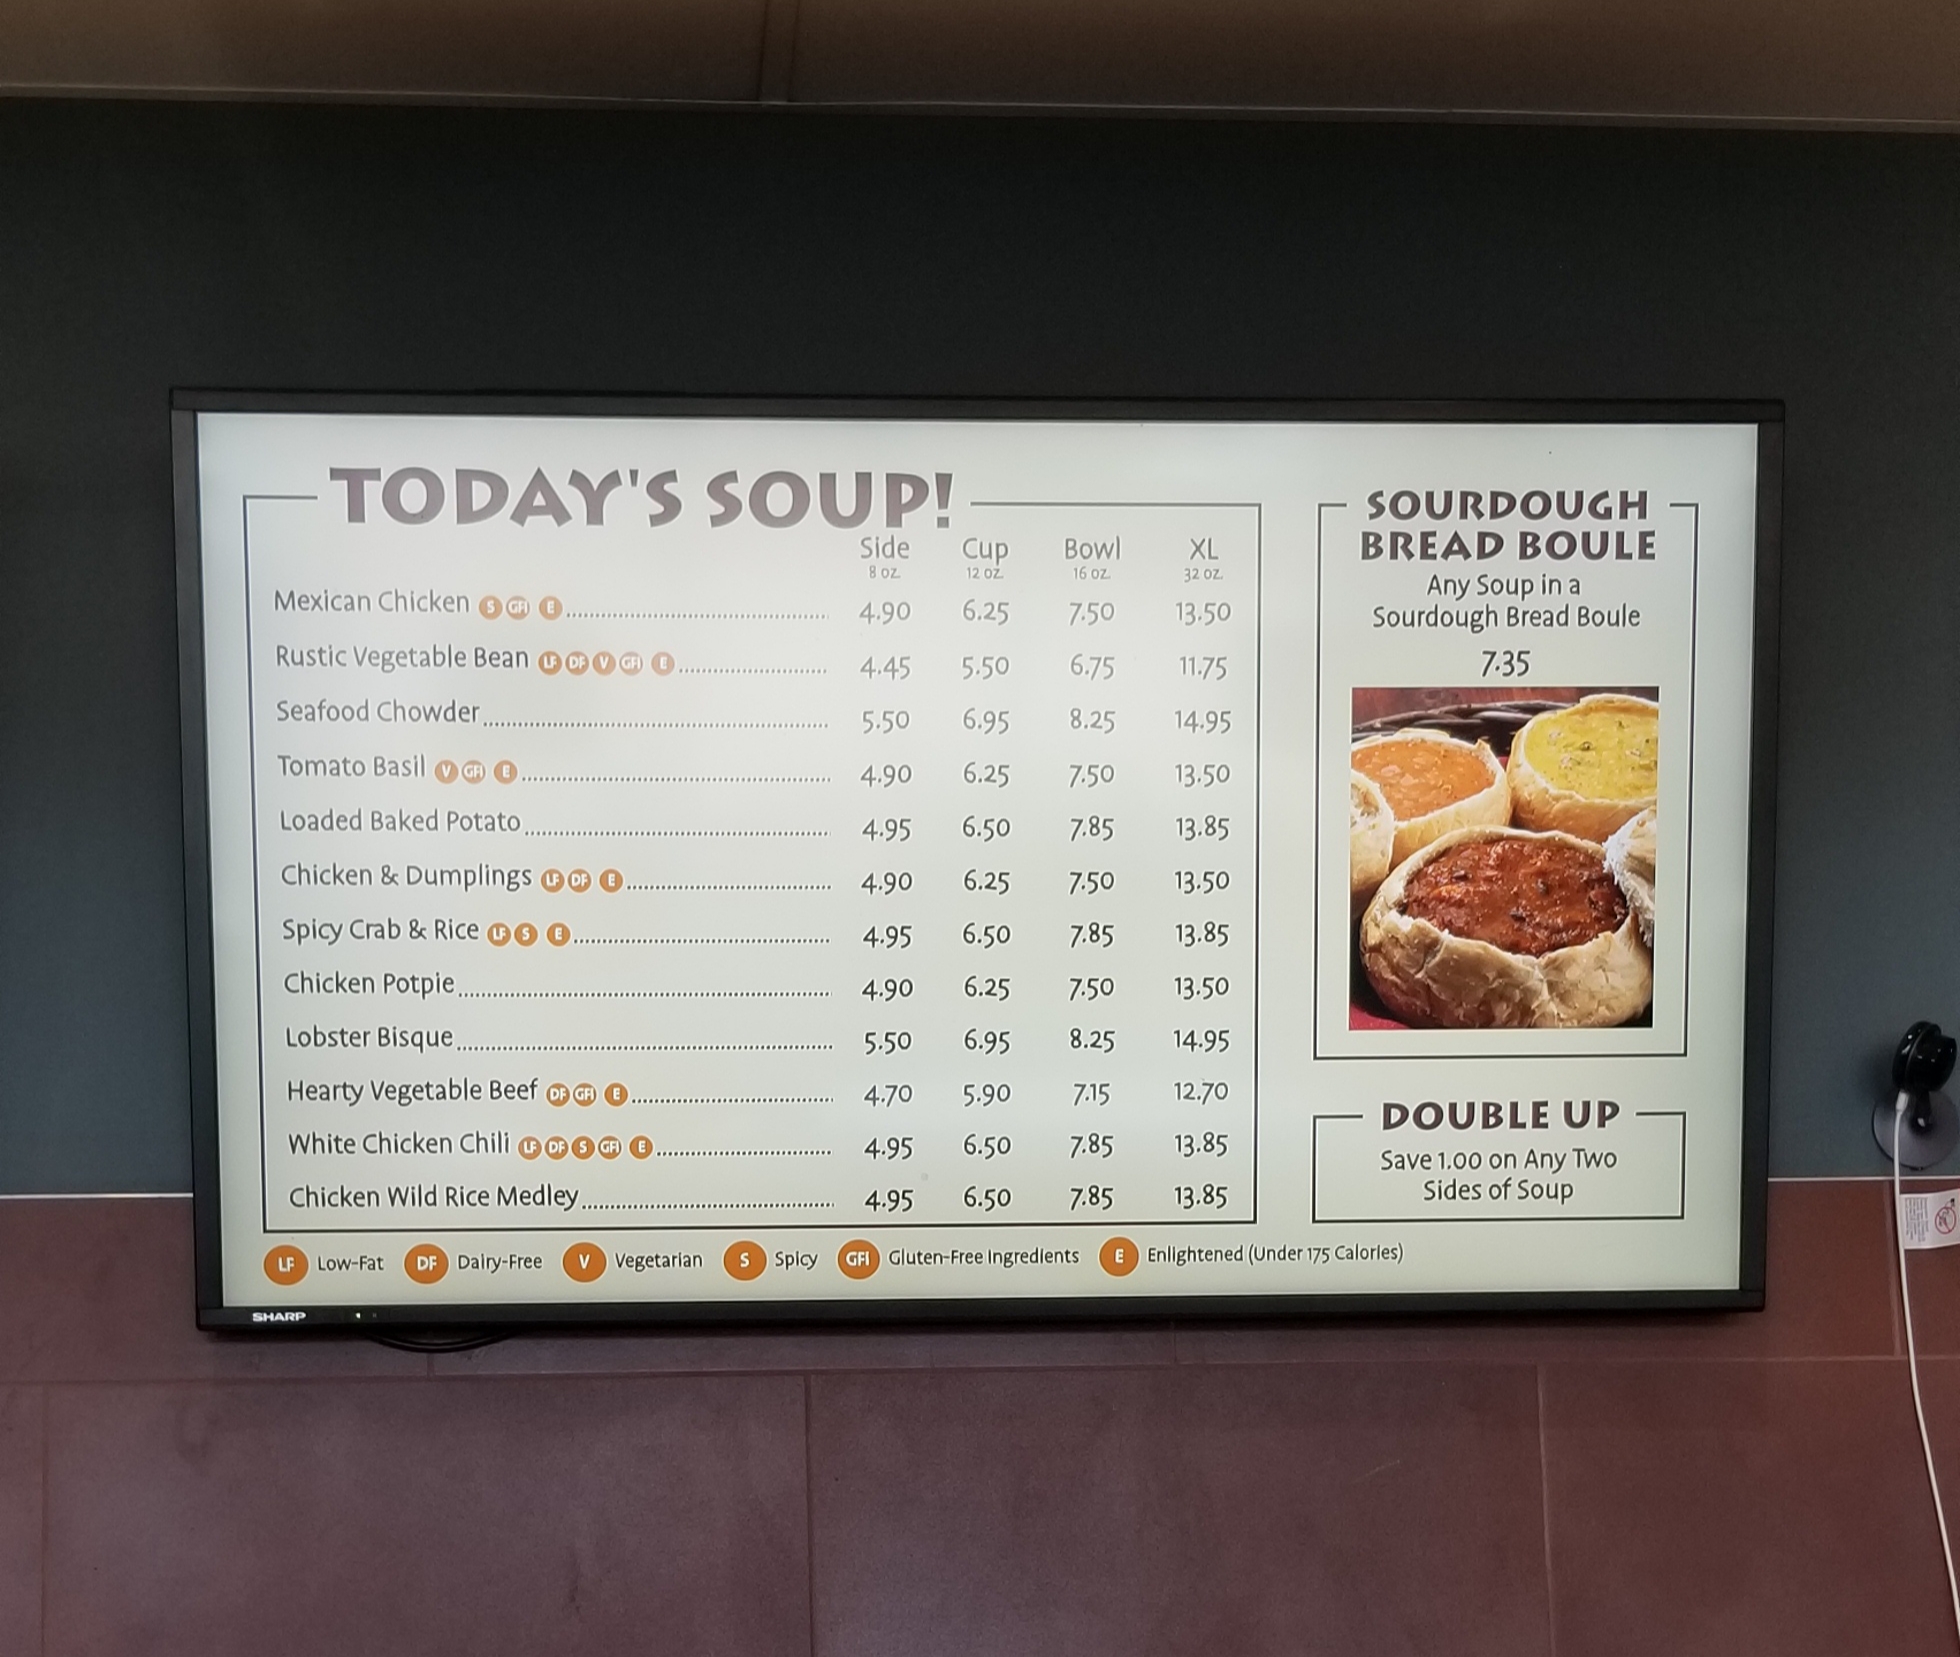 TODAY'S SOUP!
Side Cup Bowl XL
8 oz. 12 oz. 16 oz. 32 oz.
Mexican Chicken S GFI E 4.90 6.25 7.50 13.50
Rustic Vegetable Bean LF DF V GFI E 4.45 5.50 6.75 11.75
Seafood Chowder 5.50 6.95 8.25 14.95
Tomato Basil V GFI E 4.90 6.25 7.50 13.50
Loaded Baked Potato 4.95 6.50 7.85 13.85
Chicken & Dumplings LF DF E 4.90 6.25 7.50 13.50
Spicy Crab & Rice LF S E 4.95 6.50 7.85 13.85
Chicken Potpie 4.90 6.25 7.50 13.50
Lobster Bisque 5.50 6.95 8.25 14.95
Hearty Vegetable Beef DF GFI E 4.70 5.90 7.15 12.70
White Chicken Chili LF DF S GFI E 4.95 6.50 7.85 13.85
Chicken Wild Rice Medley 4.95 6.50 7.85 13.85
LF Low-Fat DF Dairy-Free V Vegetarian S Spicy GFI Gluten-Free Ingredients E Enlightened (Under 175 Calories)
SOURDOUGH
BREAD BOULE
Any Soup in a
Sourdough Bread Boule
7.35
DOUBLE UP
Save 1.00 on Any Two
Sides of Soup
SHARP